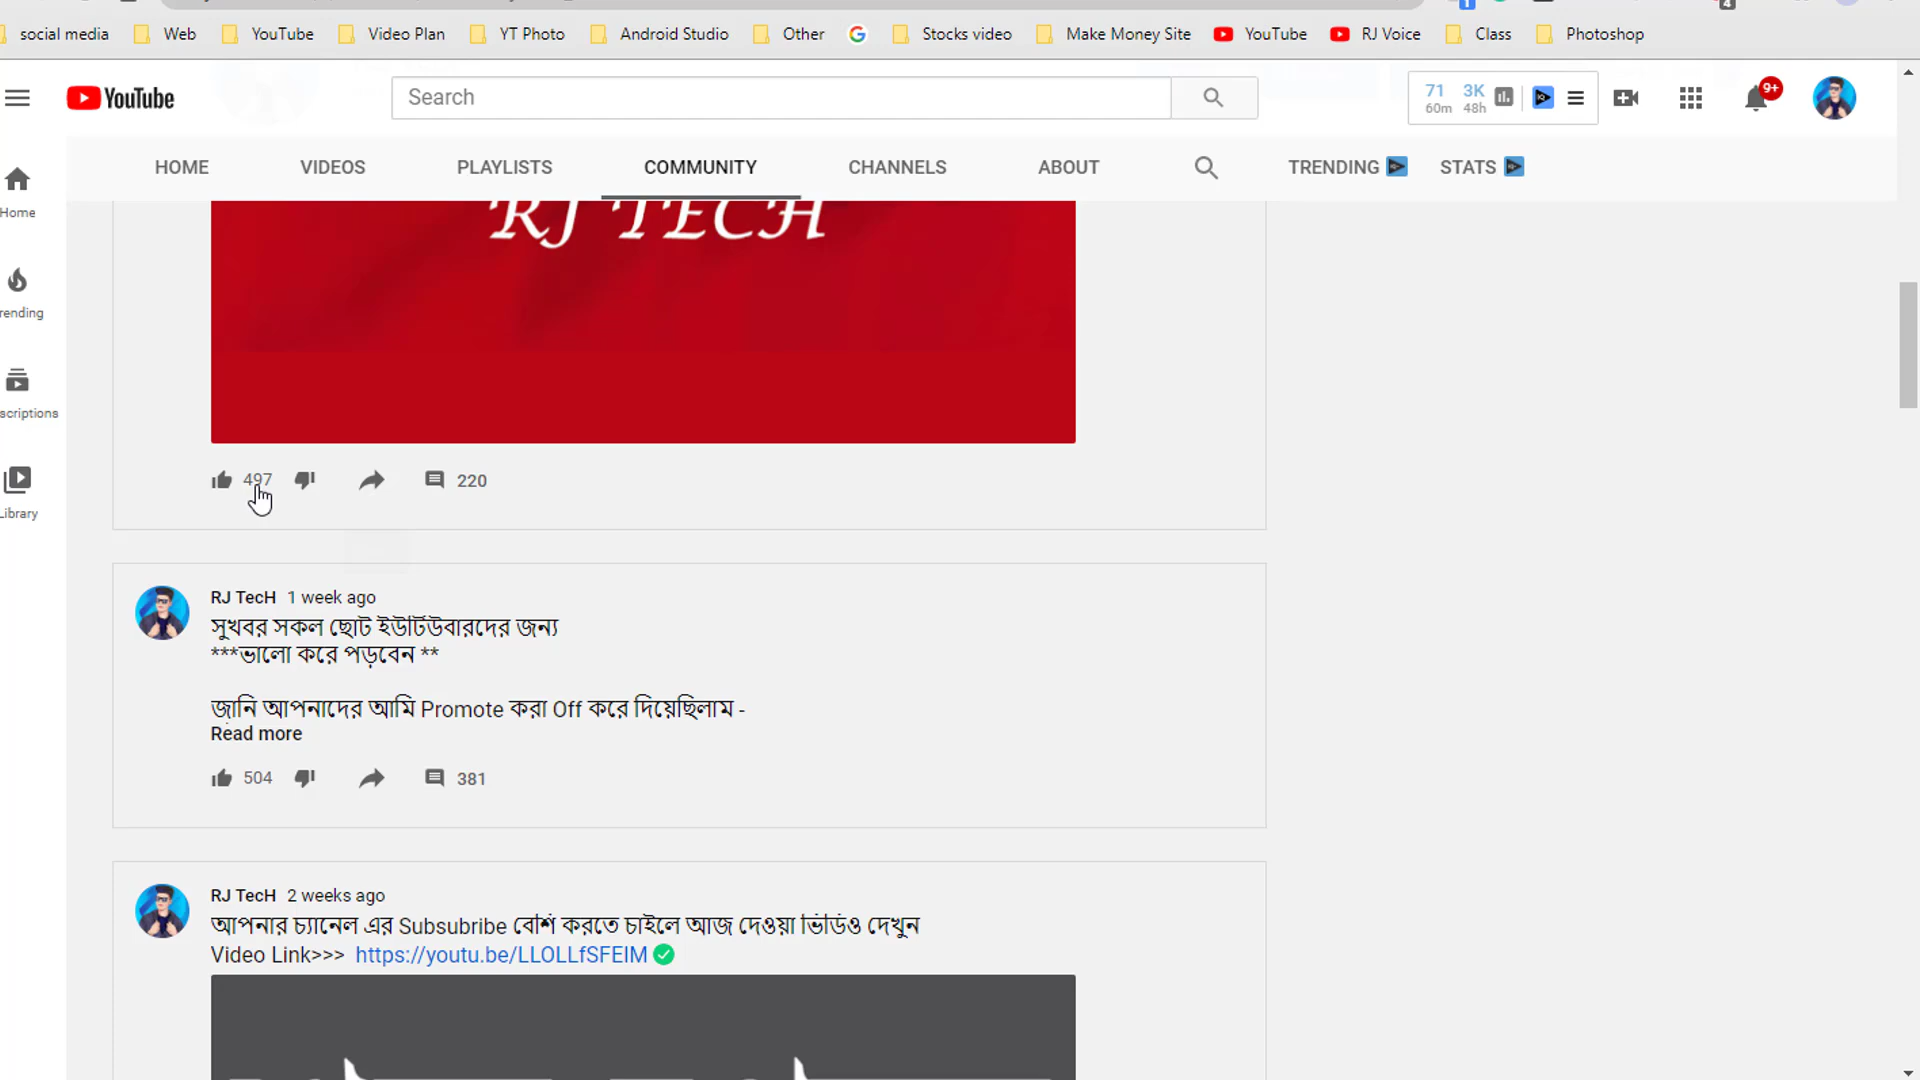 social media Web YouTube Video Plan YT Photo Android Studio Other Stocks video Make Money Site YouTube RJ Voice Class Photoshop
YouTube Search 71 60m 3K 48h 9+
HOME VIDEOS PLAYLISTS COMMUNITY CHANNELS ABOUT TRENDING STATS
Home
rending
scriptions
Library
RJ TECH
497 220
RJ TecH 1 week ago
সুখবর সকল ছোট ইউটিউবারদের জন্য
***ভালো করে পড়বেন **
জানি আপনাদের আমি Promote করা Off করে দিয়েছিলাম -
Read more
504 381
RJ TecH 2 weeks ago
আপনার চ্যানেল এর Subsubribe বেশি করতে চাইলে আজ দেওয়া ভিডিও দেখুন
Video Link>>> https://youtu.be/LLOLLfSFEIM